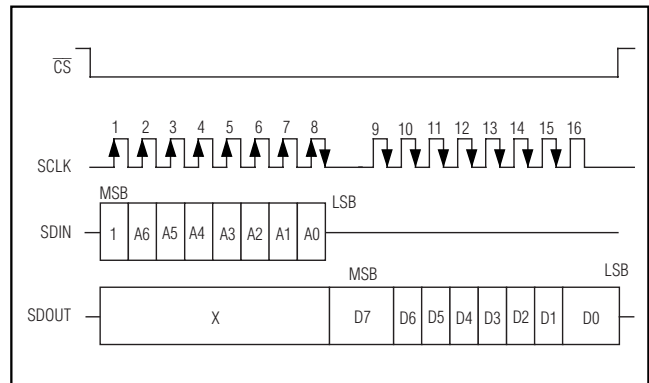 CS
1 2 3 4 5 6 7 8 9 10 11 12 13 14 15 16
SCLK
MSB LSB
SDIN 1 A6 A5 A4 A3 A2 A1 A0
MSB LSB
SDOUT X D7 D6 D5 D4 D3 D2 D1 D0